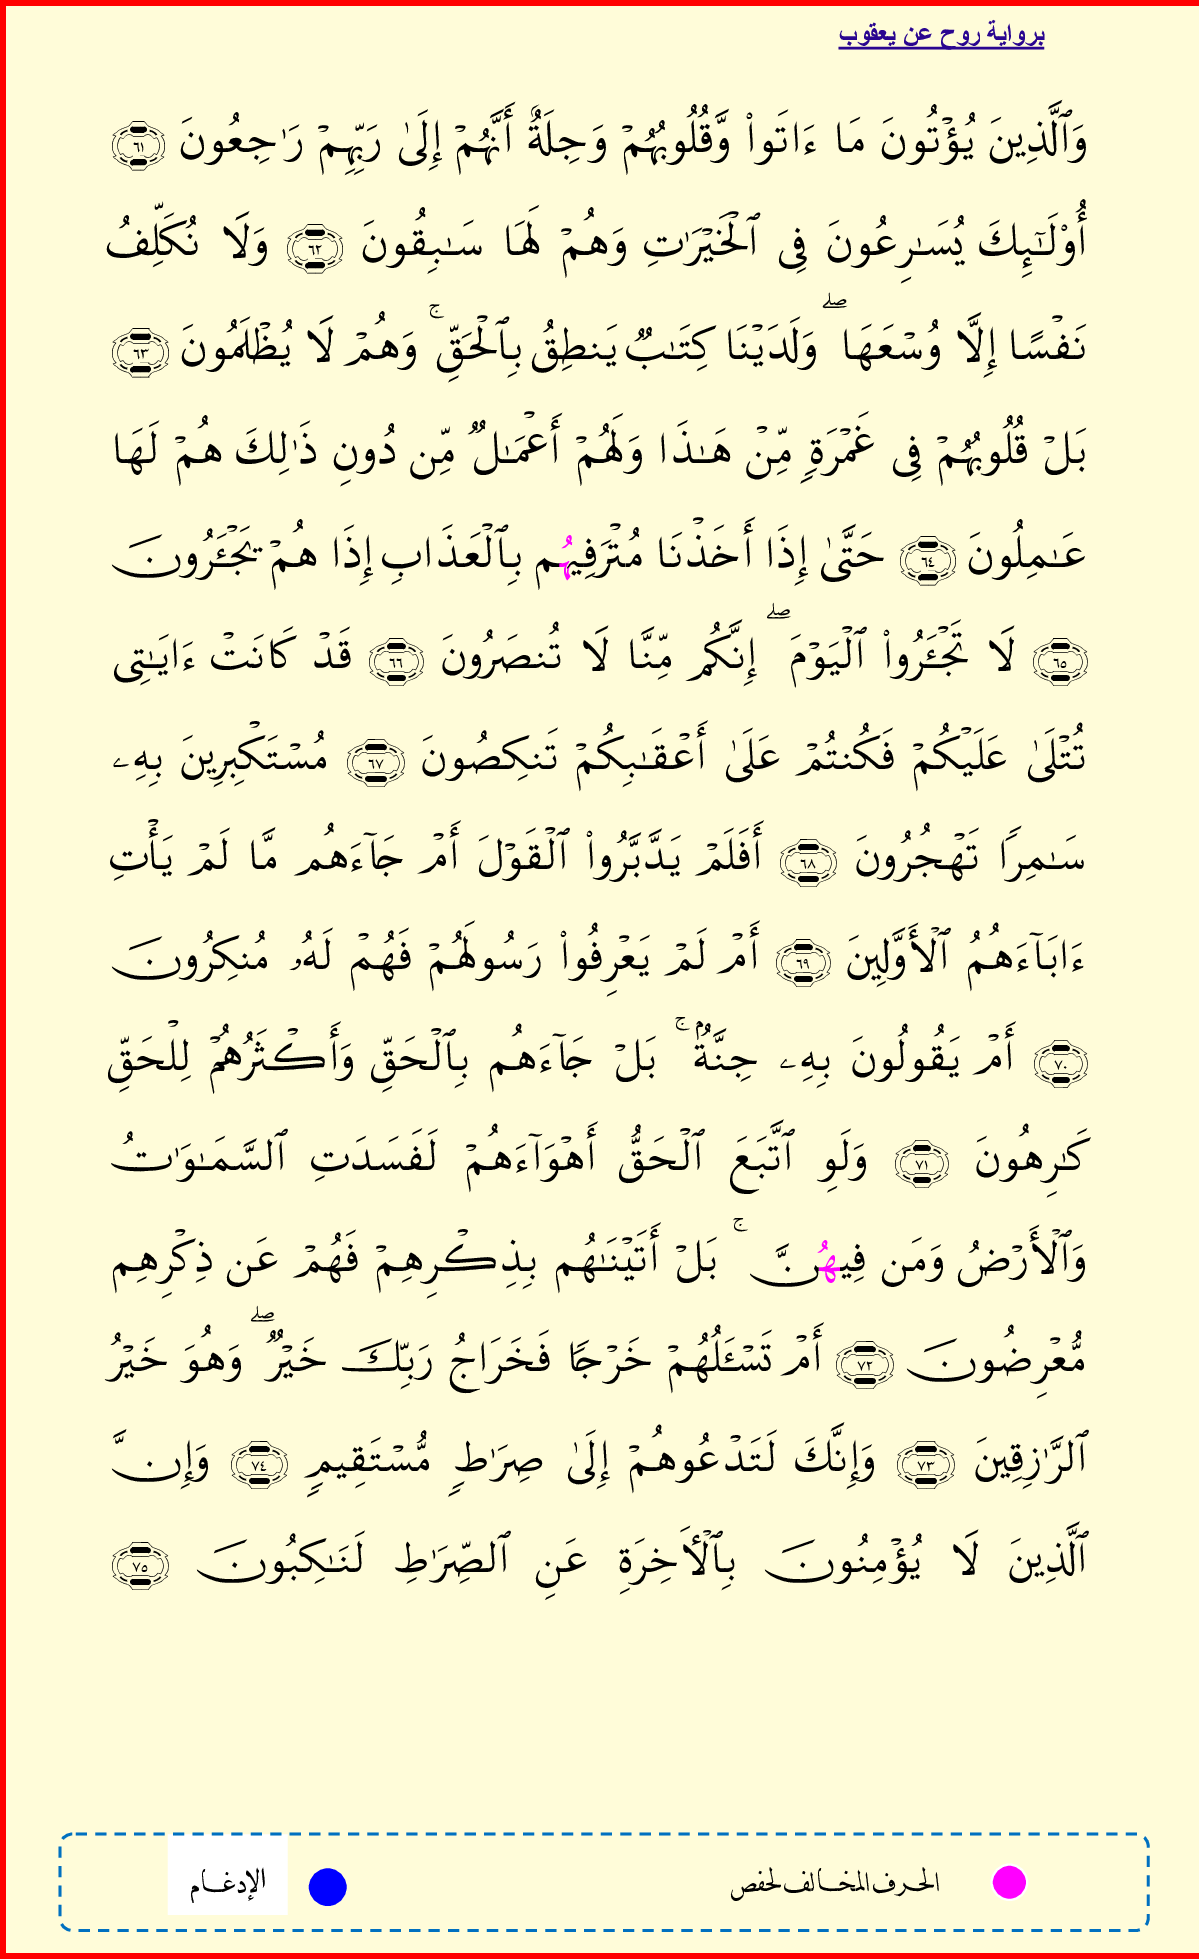 برواية روح عن يعقوب
وَٱلَّذِينَ يُؤۡتُونَ مَا ءَاتَواْ وَّقُلُوبُهُمۡ وَجِلَةٌ أَنَّهُمۡ إِلَىٰ رَبِّهِمۡ رَٰجِعُونَ ٦١
أُوْلَـٰٓئِكَ يُسَـٰرِعُونَ فِى ٱلۡخَيۡرَٰتِ وَهُمۡ لَهَا سَـٰبِقُونَ ٦٢ وَلَا نُكَلِّفُ
نَفۡسًا إِلَّا وُسۡعَهَاۖ وَلَدَيۡنَا كِتَـٰبٌ يَنطِقُ بِٱلۡحَقِّۚ وَهُمۡ لَا يُظۡلَمُونَ ٦٣
بَلۡ قُلُوبُهُمۡ فِى غَمۡرَةٍ مِّنۡ هَـٰذَا وَلَهُمۡ أَعۡمَـٰلٌ مِّن دُونِ ذَٰلِكَ هُمۡ لَهَا
عَـٰمِلُونَ ٦٤ حَتَّىٰ إِذَا أَخَذۡنَا مُتۡرَفِيهُم بِٱلۡعَذَابِ إِذَا هُمۡ يَجۡـَٔرُونَ
٦٥ لَا تَجۡـَٔرُواْ ٱلۡيَوۡمَۖ إِنَّكُم مِّنَّا لَا تُنصَرُونَ ٦٦ قَدۡ كَانَتۡ ءَايَـٰتِى
تُتۡلَىٰ عَلَيۡكُمۡ فَكُنتُمۡ عَلَىٰ أَعۡقَـٰبِكُمۡ تَنكِصُونَ ٦٧ مُسۡتَكۡبِرِينَ بِهِۦ
سَـٰمِرًا تَهۡجُرُونَ ٦٨ أَفَلَمۡ يَدَّبَّرُواْ ٱلۡقَوۡلَ أَمۡ جَآءَهُم مَّا لَمۡ يَأۡتِ
ءَابَآءَهُمُ ٱلۡأَوَّلِينَ ٦٩ أَمۡ لَمۡ يَعۡرِفُواْ رَسُولَهُمۡ فَهُمۡ لَهُۥ مُنكِرُونَ
٧٠ أَمۡ يَقُولُونَ بِهِۦ جِنَّةُۢۚ بَلۡ جَآءَهُم بِٱلۡحَقِّ وَأَكۡثَرُهُمۡ لِلۡحَقِّ
كَـٰرِهُونَ ٧١ وَلَوِ ٱتَّبَعَ ٱلۡحَقُّ أَهۡوَآءَهُمۡ لَفَسَدَتِ ٱلسَّمَـٰوَٰتُ
وَٱلۡأَرۡضُ وَمَن فِيهُنَّۚ بَلۡ أَتَيۡنَـٰهُم بِذِكۡرِهِمۡ فَهُمۡ عَن ذِكۡرِهِم
مُّعۡرِضُونَ ٧٢ أَمۡ تَسۡـَٔلُهُمۡ خَرۡجًا فَخَرَاجُ رَبِّكَ خَيۡرٌۖ وَهُوَ خَيۡرُ
ٱلرَّٰزِقِينَ ٧٣ وَإِنَّكَ لَتَدۡعُوهُمۡ إِلَىٰ صِرَٰطٍ مُّسۡتَقِيمٍ ٧٤ وَإِنَّ
ٱلَّذِينَ لَا يُؤۡمِنُونَ بِٱلۡأَخِرَةِ عَنِ ٱلصِّرَٰطِ لَنَـٰكِبُونَ ٧٥
الحرف المخالف لحفص
الإدغام